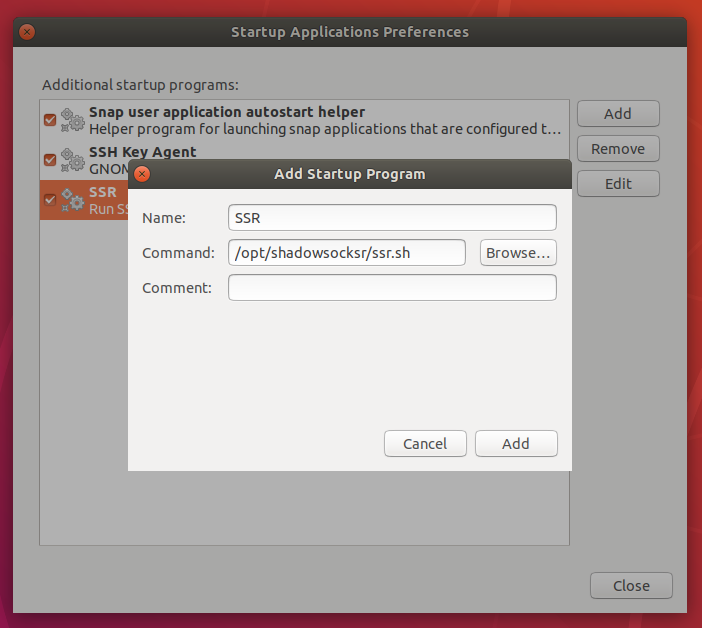 Startup Applications Preferences
Additional startup programs:
Snap user application autostart helper
Helper program for launching snap applications that are configured t...
SSH Key Agent
GNOM
SSR
Run SS
Add
Remove
Edit
Add Startup Program
Name: SSR
Command: /opt/shadowsocksr/ssr.sh Browse...
Comment:
Cancel Add
Close